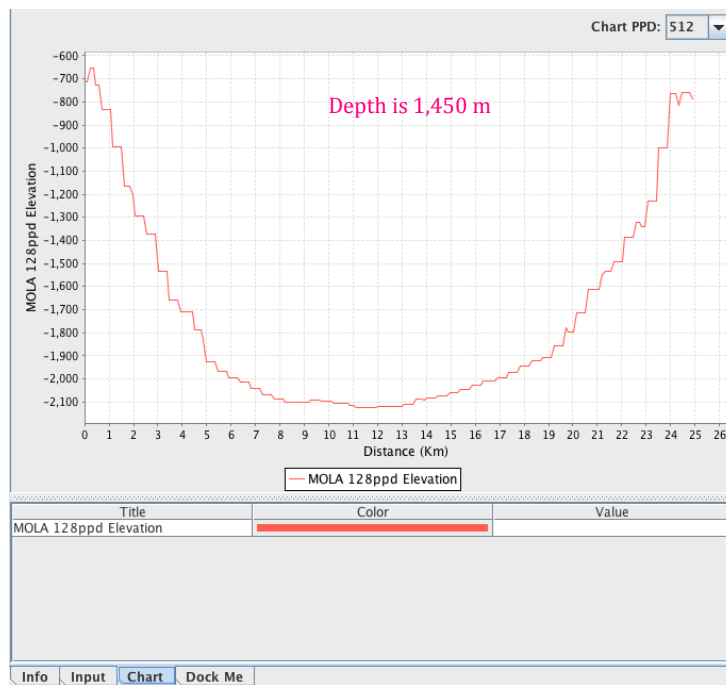 Chart PPD: 512
Depth is 1,450 m
MOLA 128ppd Elevation
-600
-700
-800
-900
-1,000
-1,100
-1,200
-1,300
-1,400
-1,500
-1,600
-1,700
-1,800
-1,900
-2,000
-2,100
0 1 2 3 4 5 6 7 8 9 10 11 12 13 14 15 16 17 18 19 20 21 22 23 24 25 26
Distance (Km)
MOLA 128ppd Elevation
Title Color Value
MOLA 128ppd Elevation
Info Input Chart Dock Me